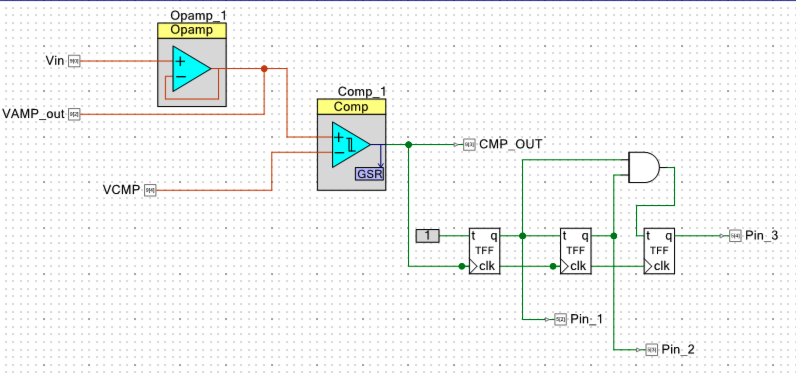 Opamp_1
Opamp
Vin
VAMP_out
Comp_1
Comp
GSR
CMP_OUT
VCMP
1
t q
TFF
clk
t q
TFF
clk
t q
TFF
clk
Pin_3
Pin_1
Pin_2